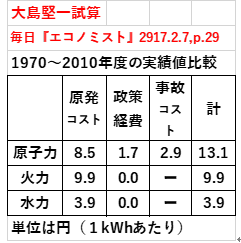 大島堅一試算
毎日『エコノミスト』2917.2.7,p.29
1970～2010年度の実績値比較
原発コスト 政策経費 事故コスト 計
原子力 8.5 1.7 2.9 13.1
火力 9.9 0.0 ー 9.9
水力 3.9 0.0 ー 3.9
単位は円（１kWhあたり）